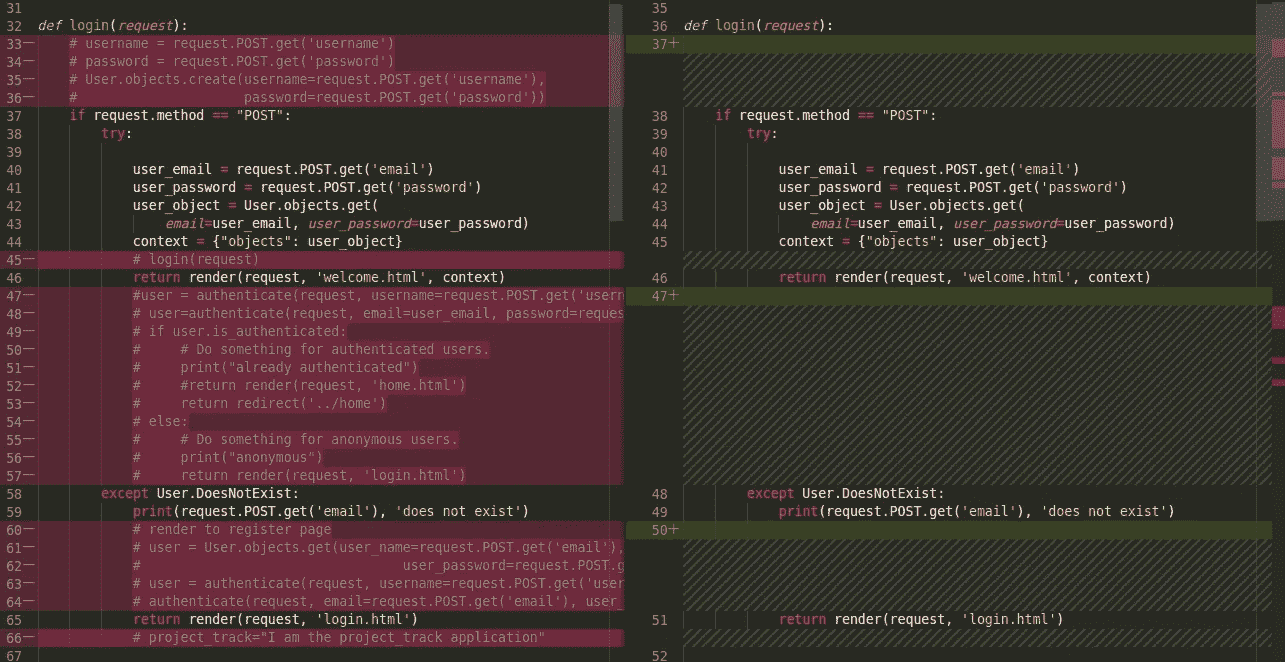 31
32 def login(request):
33— # username = request.POST.get('username')
34— # password = request.POST.get('password')
35— # User.objects.create(username=request.POST.get('username'),
36— #                     password=request.POST.get('password'))
37 if request.method == "POST":
38 try:
39
40 user_email = request.POST.get('email')
41 user_password = request.POST.get('password')
42 user_object = User.objects.get(
43 email=user_email, user_password=user_password)
44 context = {"objects": user_object}
45— # login(request)
46 return render(request, 'welcome.html', context)
47— #user = authenticate(request, username=request.POST.get('usern
48— # user=authenticate(request, email=user_email, password=reques
49— # if user.is_authenticated:
50— #     # Do something for authenticated users.
51— #     print("already authenticated")
52— #     #return render(request, 'home.html')
53— #     return redirect('../home')
54— # else:
55— #     # Do something for anonymous users.
56— #     print("anonymous")
57— #     return render(request, 'login.html')
58 except User.DoesNotExist:
59 print(request.POST.get('email'), 'does not exist')
60— # render to register page
61— # user = User.objects.get(user_name=request.POST.get('email'),
62— #                                 user_password=request.POST.g
63— # user = authenticate(request, username=request.POST.get('user
64— # authenticate(request, email=request.POST.get('email'), user_
65 return render(request, 'login.html')
66— # project_track="I am the project_track application"
67
35
36 def login(request):
37+
38 if request.method == "POST":
39 try:
40
41 user_email = request.POST.get('email')
42 user_password = request.POST.get('password')
43 user_object = User.objects.get(
44 email=user_email, user_password=user_password)
45 context = {"objects": user_object}
46 return render(request, 'welcome.html', context)
47+
48 except User.DoesNotExist:
49 print(request.POST.get('email'), 'does not exist')
50+
51 return render(request, 'login.html')
52